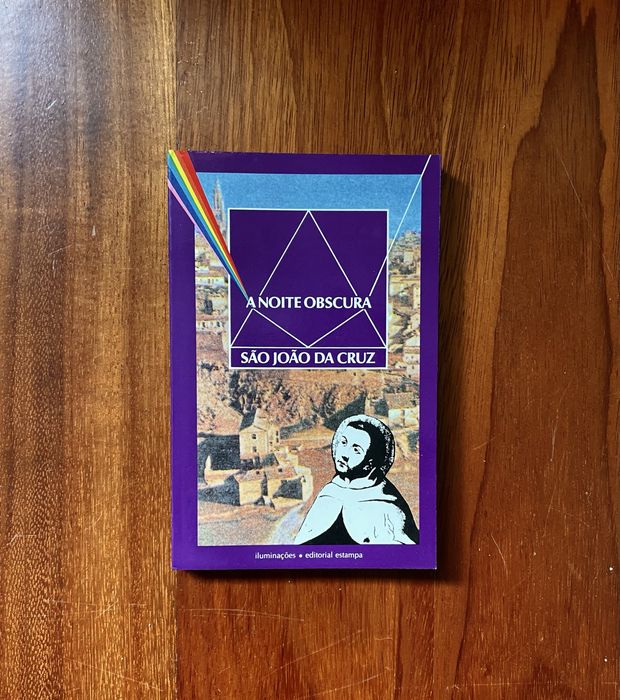 A NOITE OBSCURA
SÃO JOÃO DA CRUZ
iluminações • editorial estampa